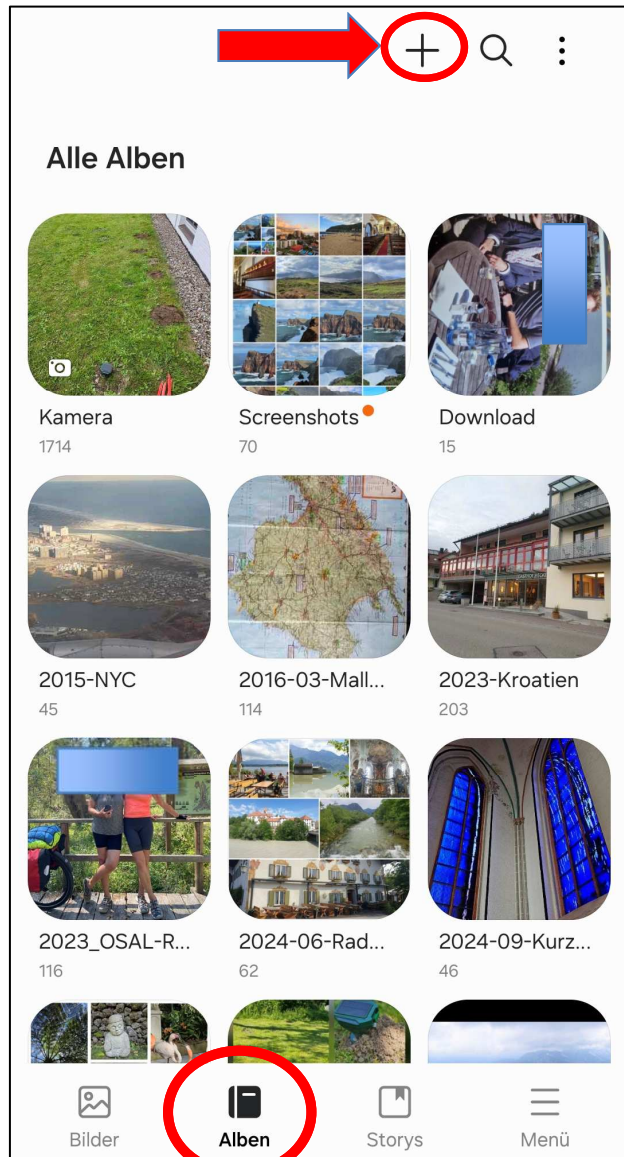 Alle Alben
Kamera
Screenshots
Download
1714
70
15
2015-NYC
2016-03-Mall...
2023-Kroatien
45
114
203
2023_OSAL-R...
2024-06-Rad...
2024-09-Kurz...
116
62
46
Bilder
Alben
Storys
Menü